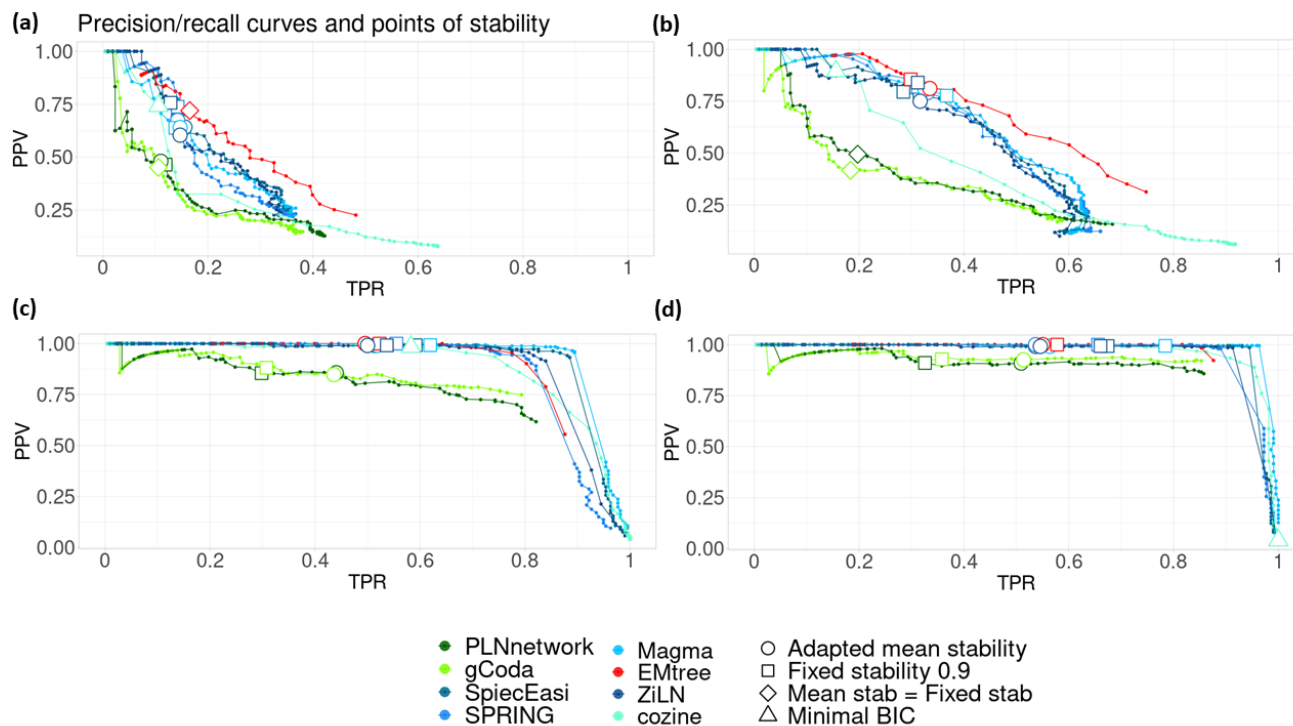 (a) Precision/recall curves and points of stability (b)
1.00
0.75
0.50
0.25
PPV
0 0.2 0.4 0.6 0.8 1
TPR
1.00
0.75
0.50
0.25
PPV
0 0.2 0.4 0.6 0.8 1
TPR
(c)
1.00
0.75
0.50
0.25
0.00
PPV
0 0.2 0.4 0.6 0.8 1
TPR
(d)
1.00
0.75
0.50
0.25
0.00
PPV
0 0.2 0.4 0.6 0.8 1
TPR
PLNnetwork
gCoda
SpiecEasi
SPRING
Magma
EMtree
ZiLN
cozine
Adapted mean stability
Fixed stability 0.9
Mean stab = Fixed stab
Minimal BIC